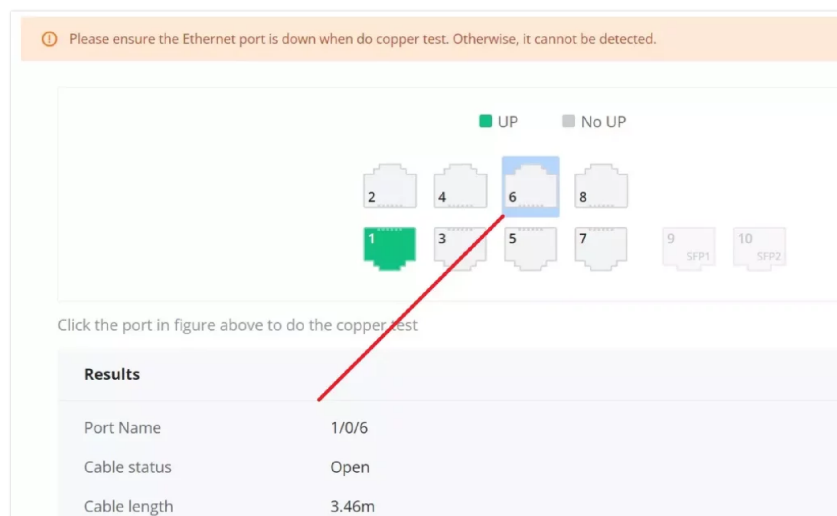 Please ensure the Ethernet port is down when do copper test. Otherwise, it cannot be detected.
UP No UP
2 4 6 8
1 3 5 7 9 10
SFP1 SFP2
Click the port in figure above to do the copper test
Results
Port Name 1/0/6
Cable status Open
Cable length 3.46m